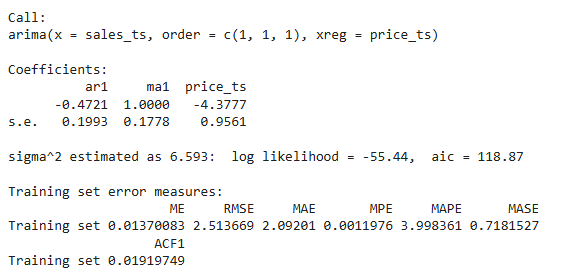 Call:
arima(x = sales_ts, order = c(1, 1, 1), xreg = price_ts)
Coefficients:
ar1 ma1 price_ts
-0.4721 1.0000 -4.3777
s.e. 0.1993 0.1778 0.9561
sigma^2 estimated as 6.593: log likelihood = -55.44, aic = 118.87
Training set error measures:
ME RMSE MAE MPE MAPE MASE
Training set 0.01370083 2.513669 2.09201 0.0011976 3.998361 0.7181527
ACF1
Training set 0.01919749